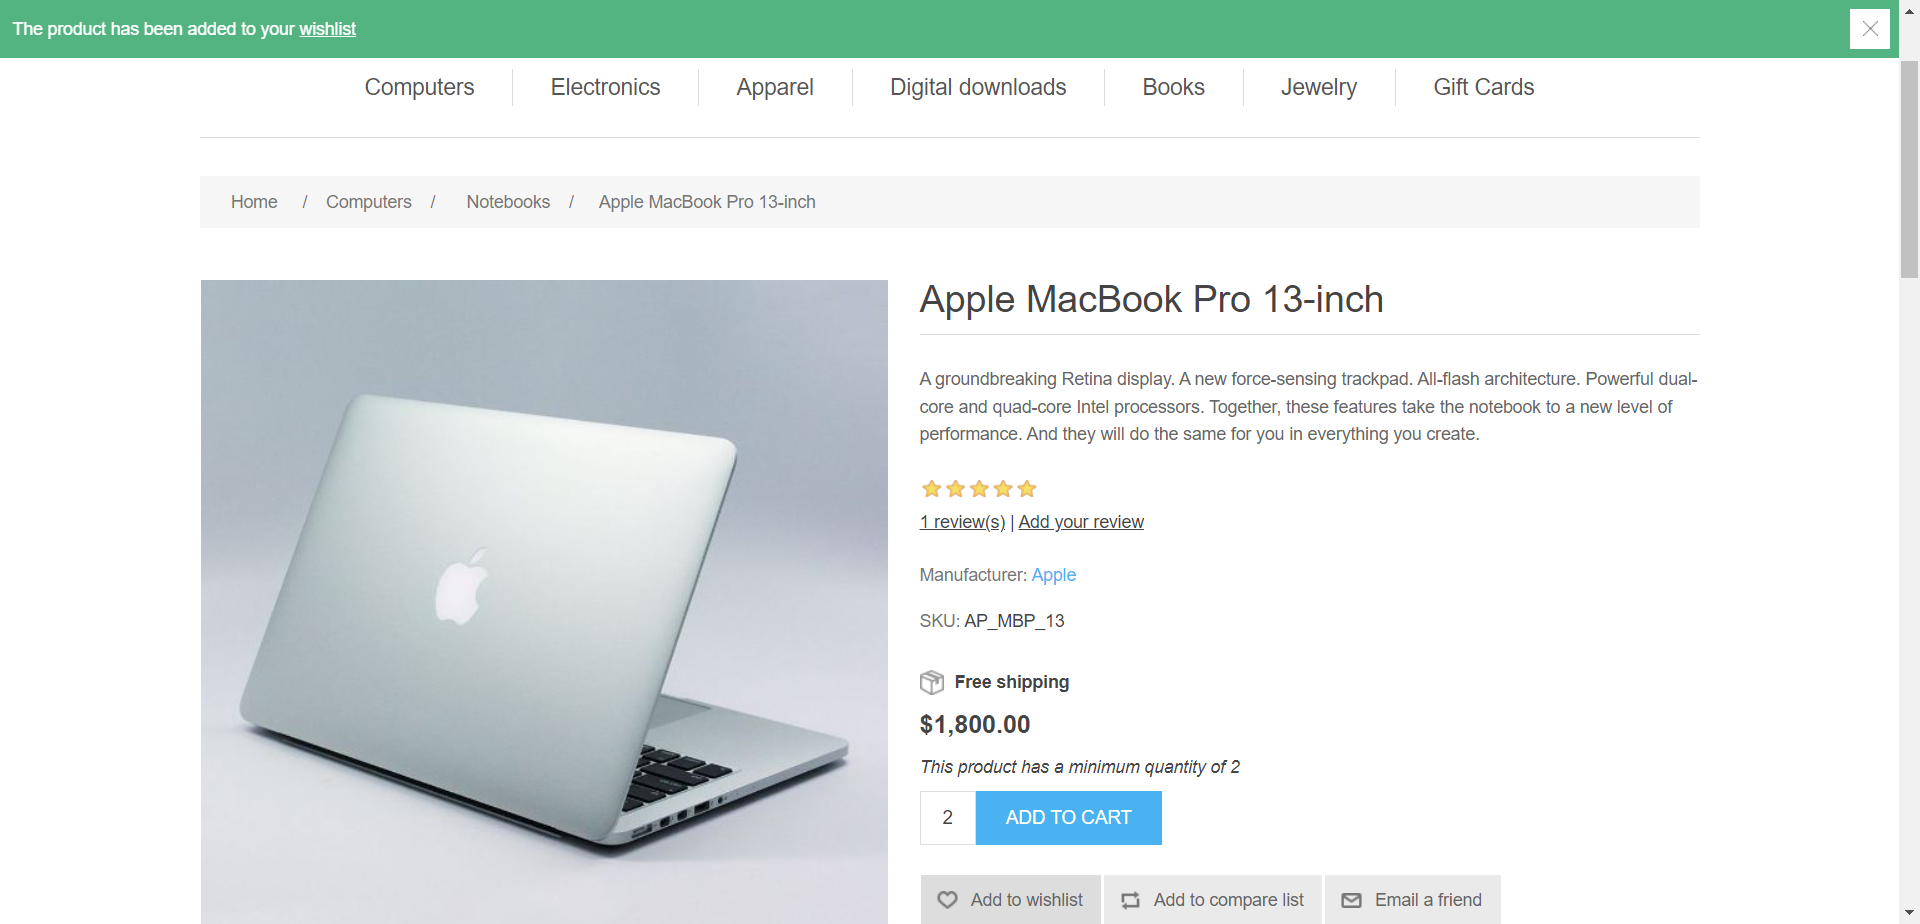 The product has been added to your wishlist
Computers
Electronics
Apparel
Digital downloads
Books
Jewelry
Gift Cards
Home / Computers / Notebooks / Apple MacBook Pro 13-inch
Apple MacBook Pro 13-inch
A groundbreaking Retina display. A new force-sensing trackpad. All-flash architecture. Powerful dual-
core and quad-core Intel processors. Together, these features take the notebook to a new level of
performance. And they will do the same for you in everything you create.
1 review(s) | Add your review
Manufacturer: Apple
SKU: AP_MBP_13
Free shipping
$1,800.00
This product has a minimum quantity of 2
2
ADD TO CART
Add to wishlist
Add to compare list
Email a friend